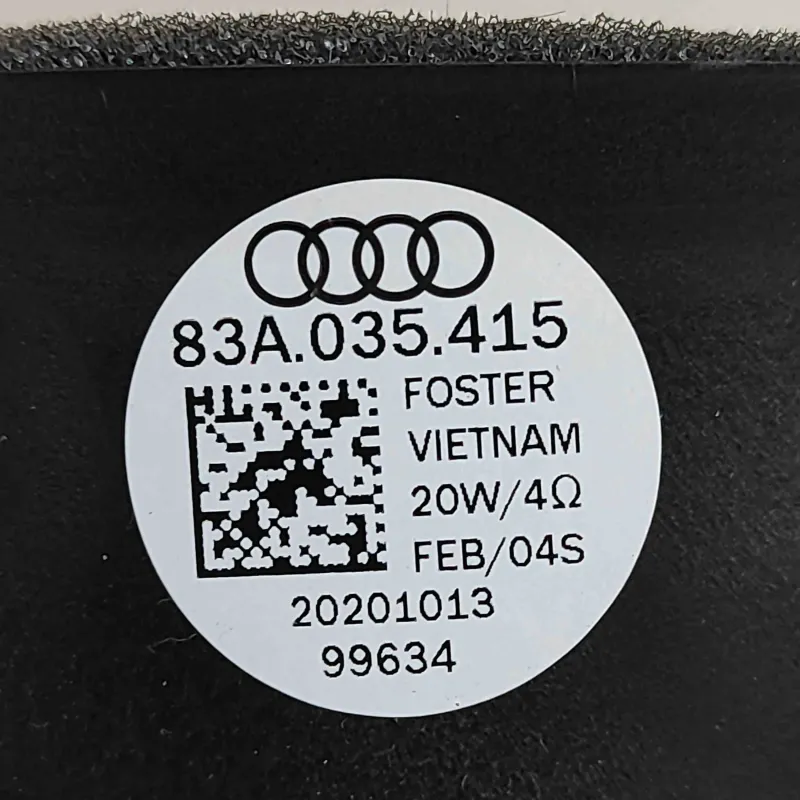 83A.035.415
FOSTER
VIETNAM
20W/4Ω
FEB/04S
20201013
99634